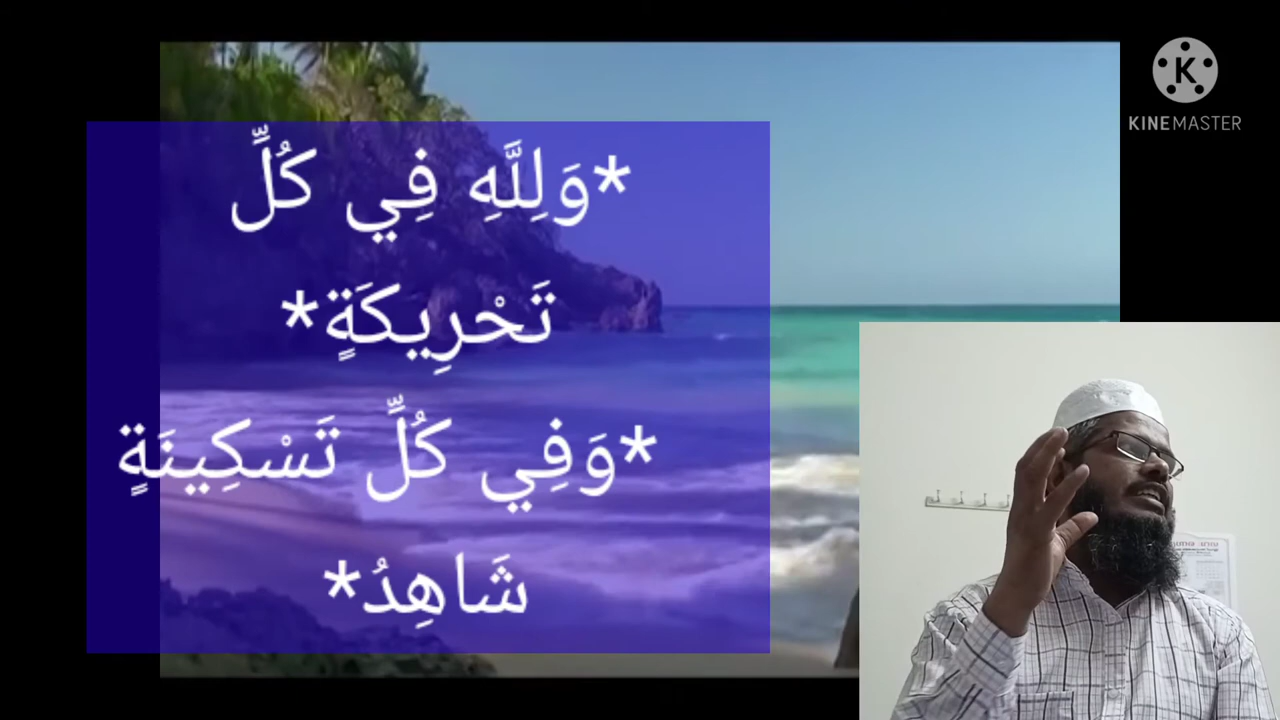 *وَلِلَّهِ فِي كُلِّ
تَحْرِيكَةٍ*
*وَفِي كُلِّ تَسْكِينَةٍ
شَاهِدُ*
KINEMASTER